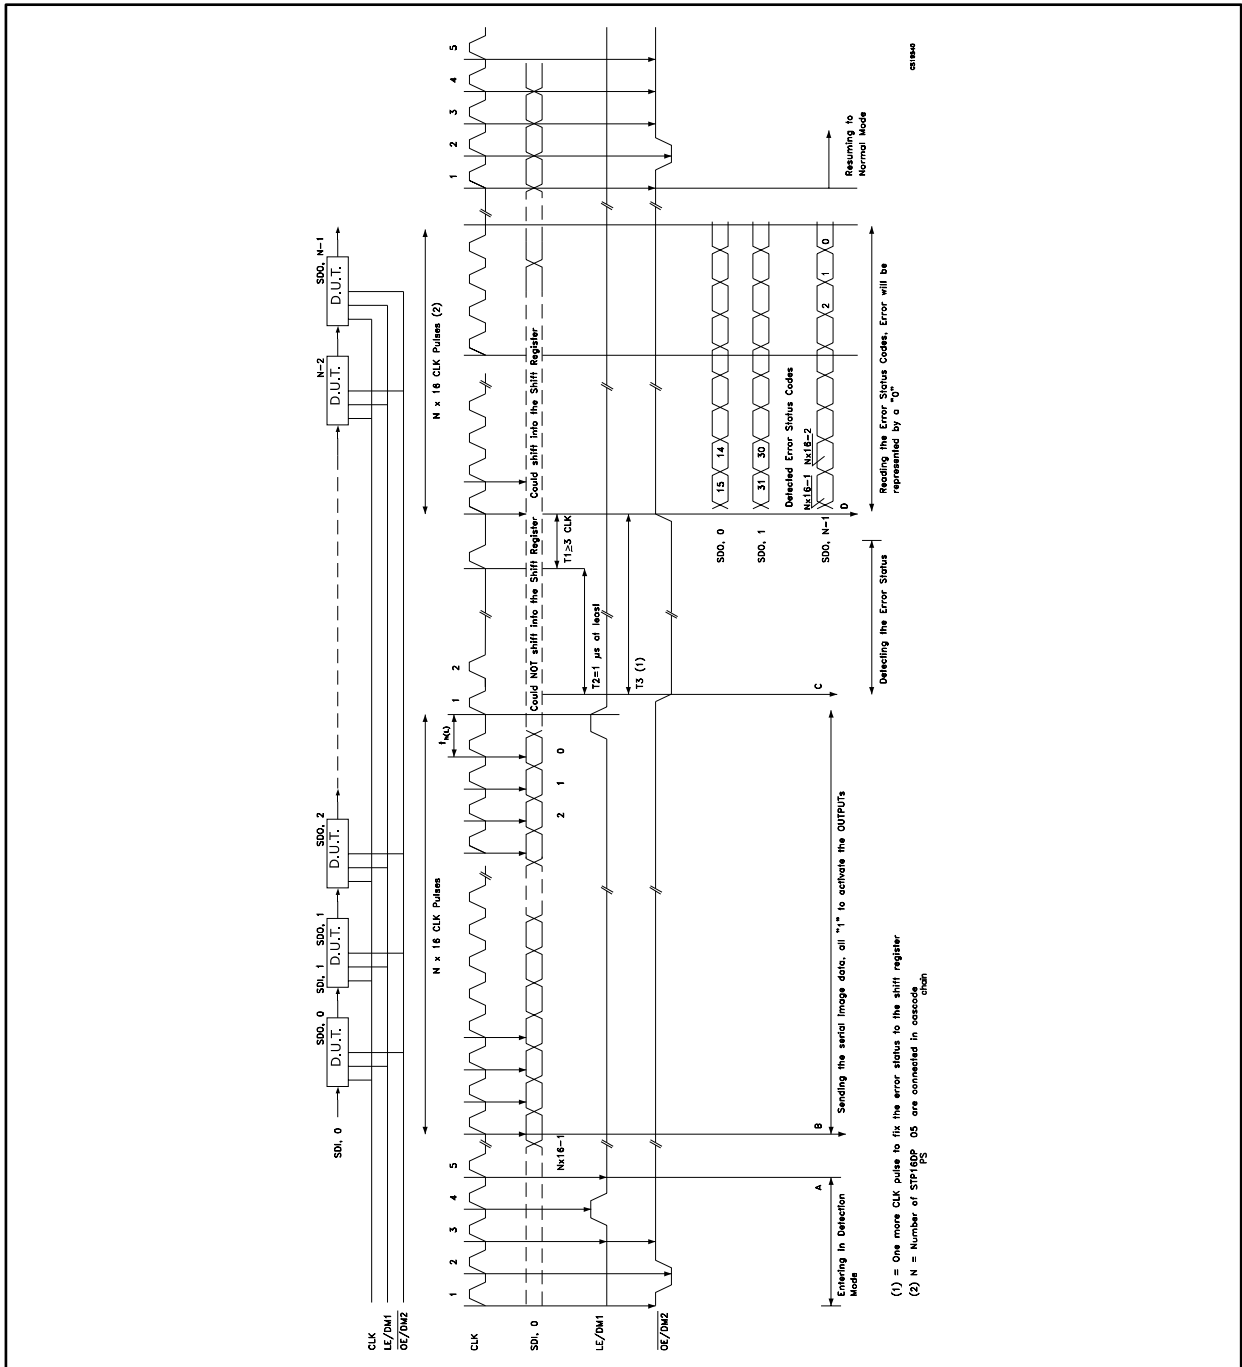 SDI, 0
D.U.T.
SDO, 0
SDI, 1
D.U.T.
SDO, 1
D.U.T.
SDO, 2
D.U.T.
N-2
D.U.T.
SDO, N-1
CLK
LE/DM1
OE/DM2
N x 16 CLK Pulses
N x 16 CLK Pulses (2)
CLK
1 2 3 4 5
1 2
1 2 3 4 5
tH(L)
SDI, 0
Could NOT shift into the Shift Register
Could shift into the Shift Register
Nx16-1
2 1 0
T1≥3 CLK
T2=1 µs at least
LE/DM1
T3 (1)
OE/DM2
SDO, 0
15 14
SDO, 1
31 30
Detected Error Status Codes
Nx16-1 Nx16-2
SDO, N-1
2 1 0
A
B
C
D
Entering in Detection
Mode
Sending the serial image data, all "1" to activate the OUTPUTs
Detecting the Error Status
Reading the Error Status Codes, Error will be
represented by a "0"
Resuming to
Normal Mode
(1) = One more CLK pulse to fix the error status to the shift register
(2) N = Number of STP16DP 05 are connected in cascode
PS
chain
CS18640